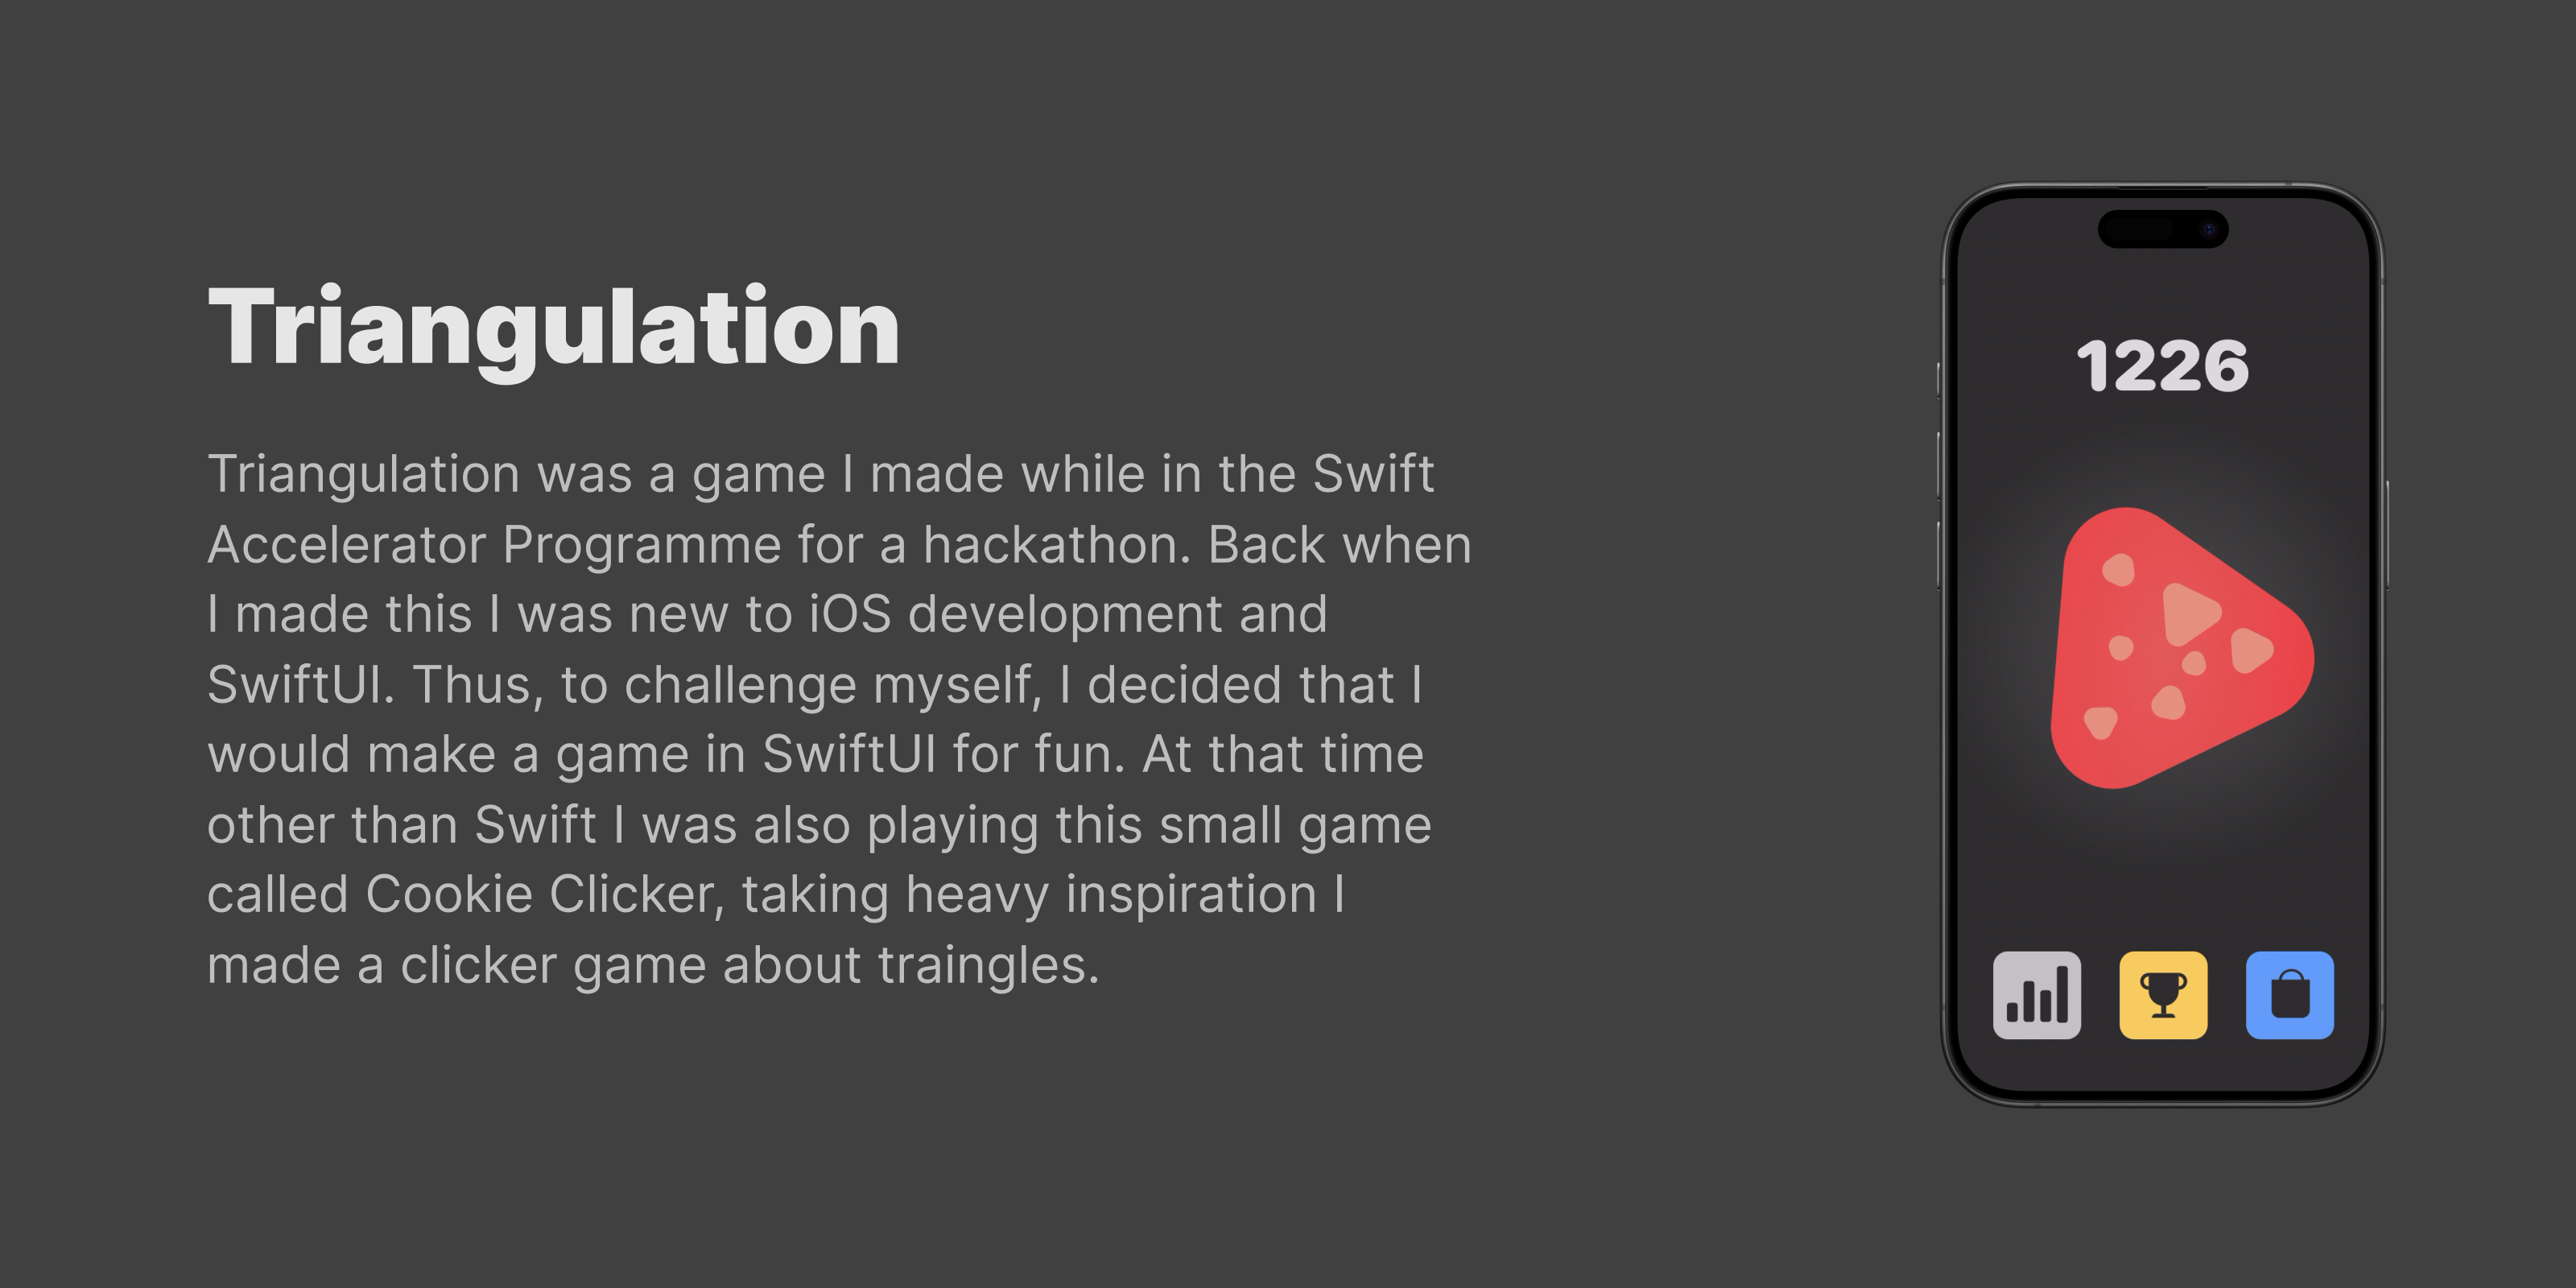 Triangulation
Triangulation was a game I made while in the Swift
Accelerator Programme for a hackathon. Back when
I made this I was new to iOS development and
SwiftUI. Thus, to challenge myself, I decided that I
would make a game in SwiftUI for fun. At that time
other than Swift I was also playing this small game
called Cookie Clicker, taking heavy inspiration I
made a clicker game about traingles.
1226